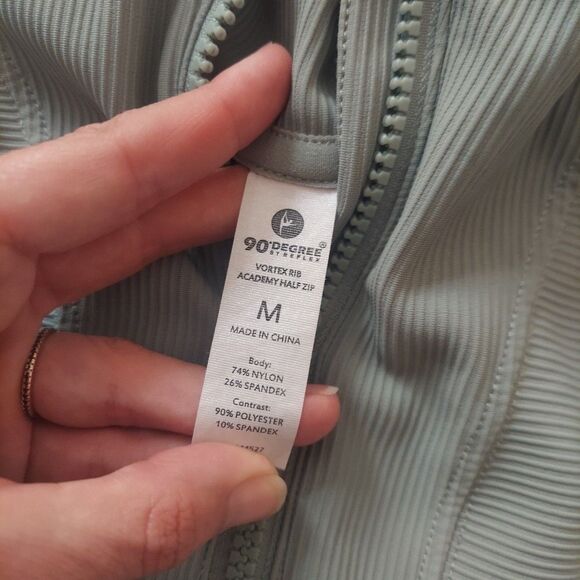 90°DEGREE®
BY REFLEX
VORTEX RIB
ACADEMY HALF ZIP
M
MADE IN CHINA
Body:
74% NYLON
26% SPANDEX
Contrast:
90% POLYESTER
10% SPANDEX